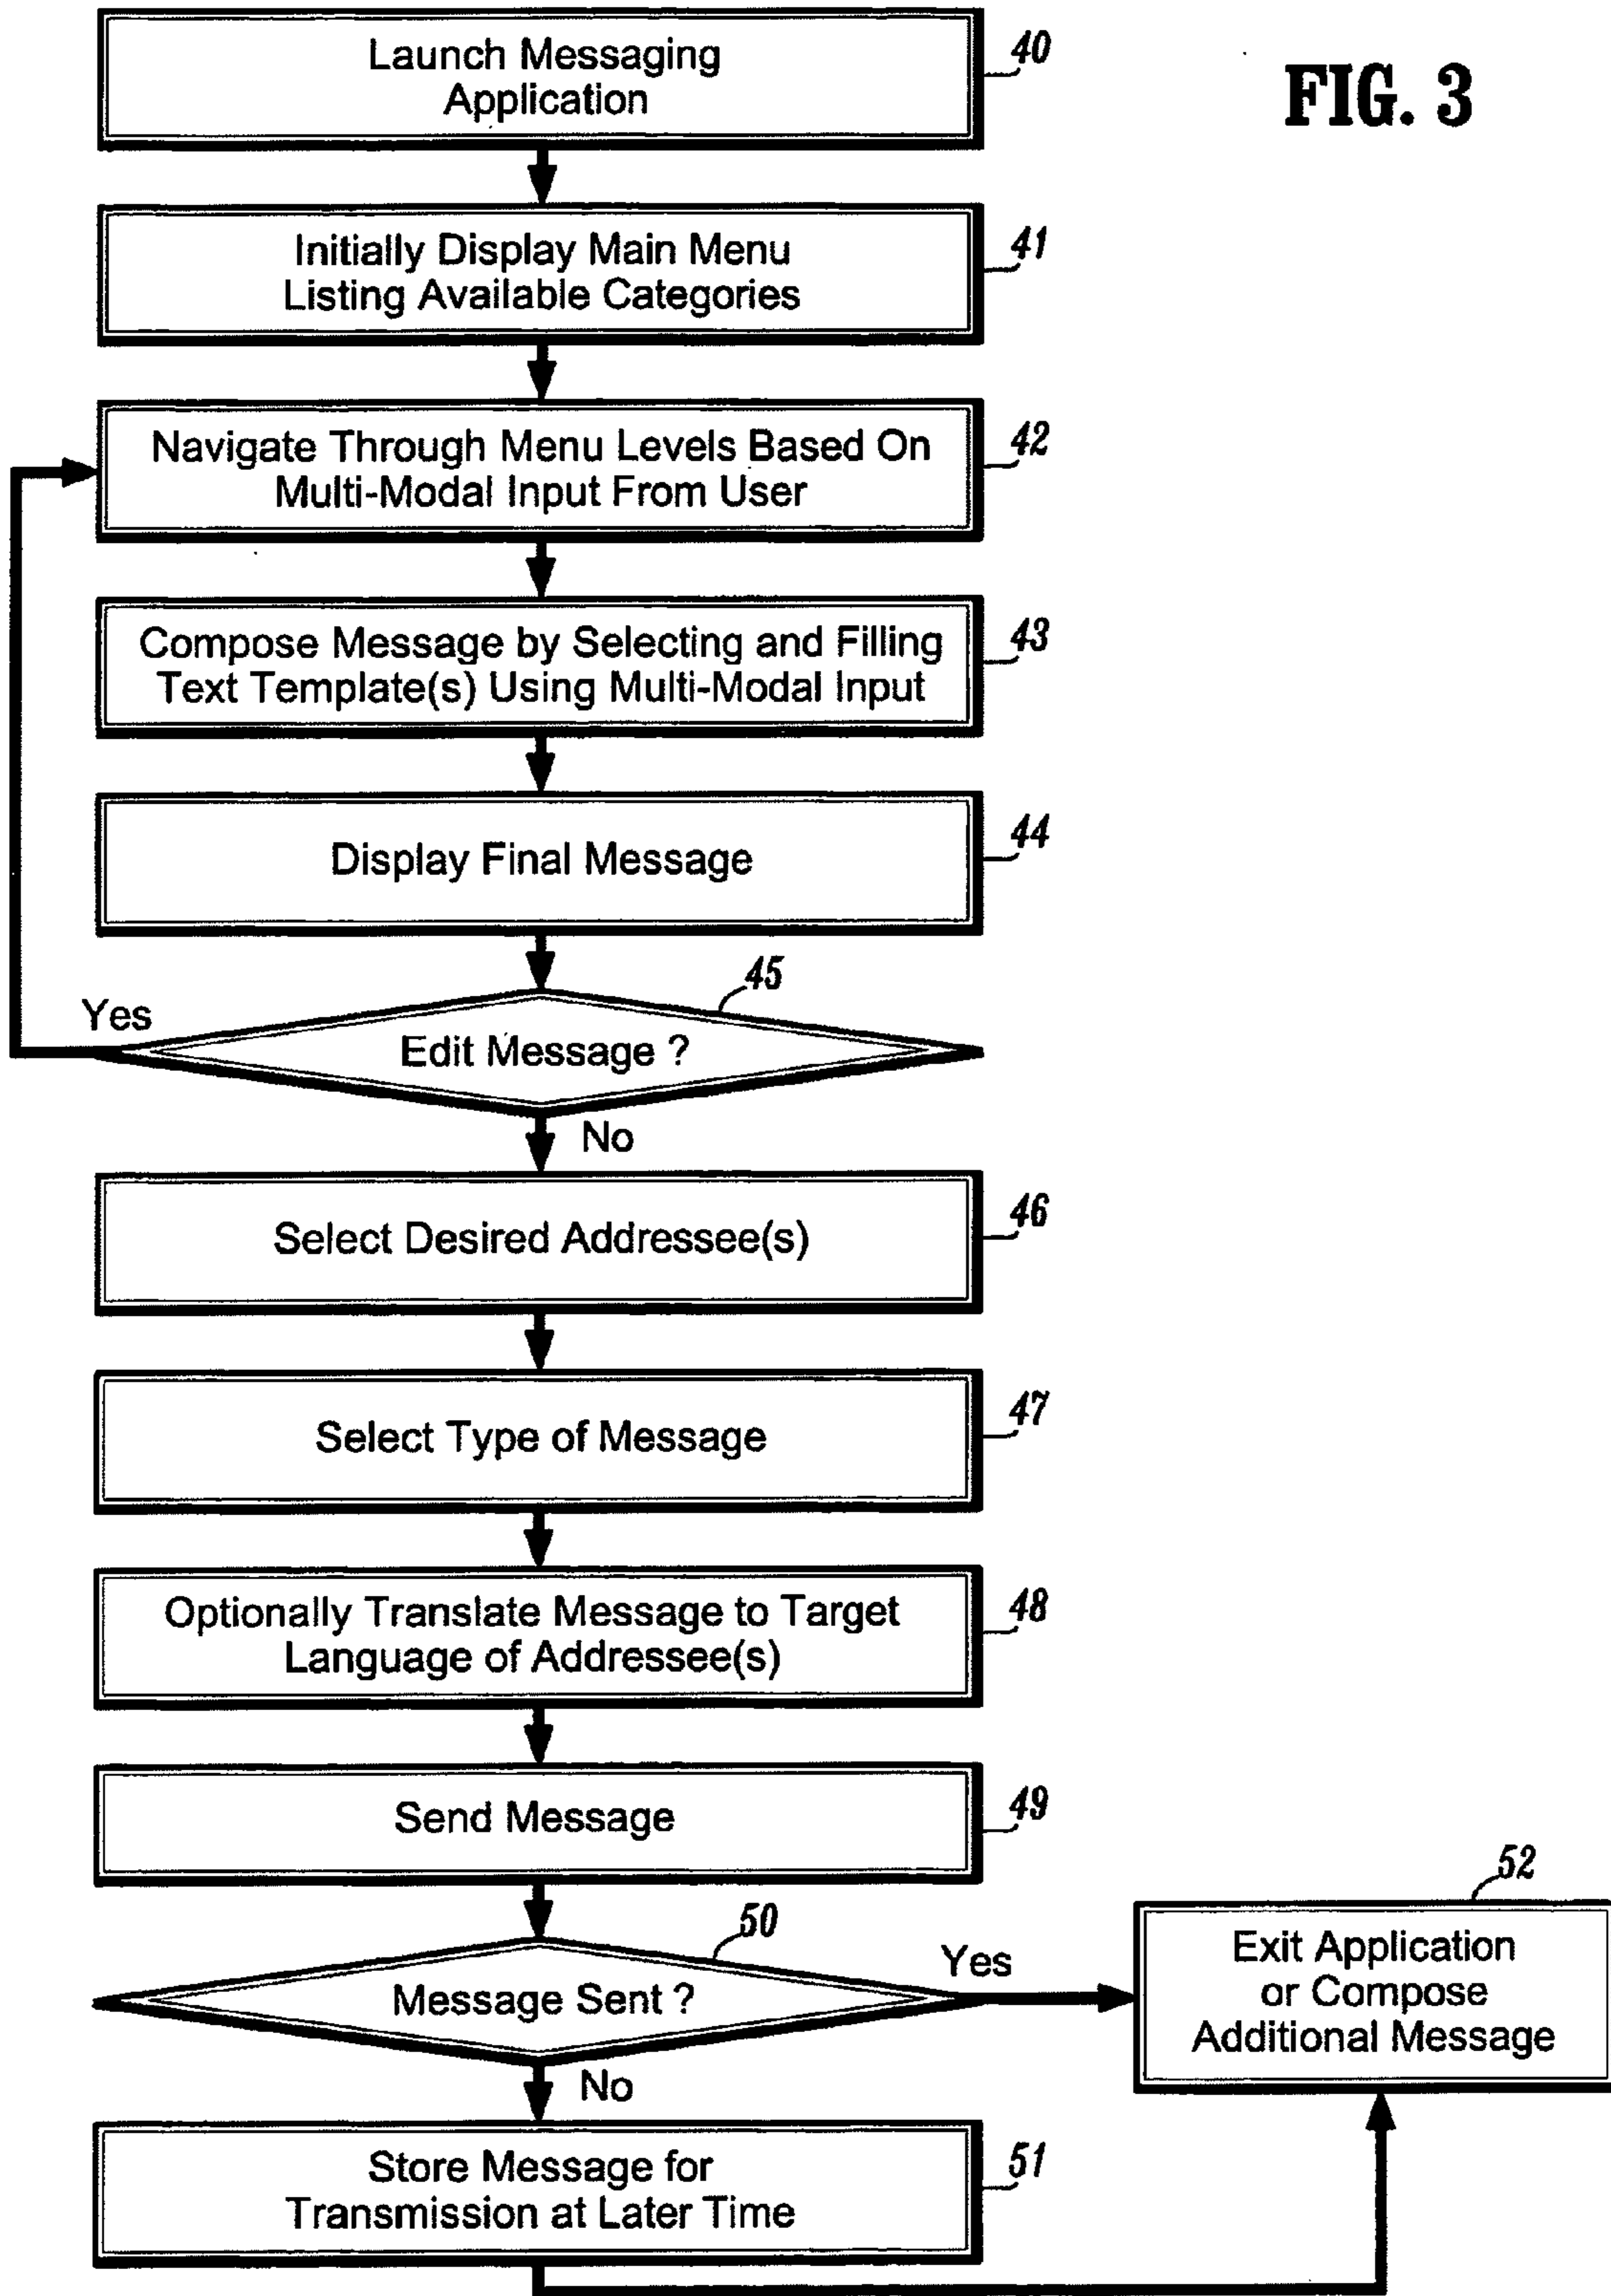 FIG. 3
Launch Messaging
Application
40
Initially Display Main Menu
Listing Available Categories
41
Navigate Through Menu Levels Based On
Multi-Modal Input From User
42
Compose Message by Selecting and Filling
Text Template(s) Using Multi-Modal Input
43
Display Final Message
44
45
Yes
Edit Message ?
No
Select Desired Addressee(s)
46
Select Type of Message
47
Optionally Translate Message to Target
Language of Addressee(s)
48
Send Message
49
50
Message Sent ?
Yes
No
52
Exit Application
or Compose
Additional Message
Store Message for
Transmission at Later Time
51